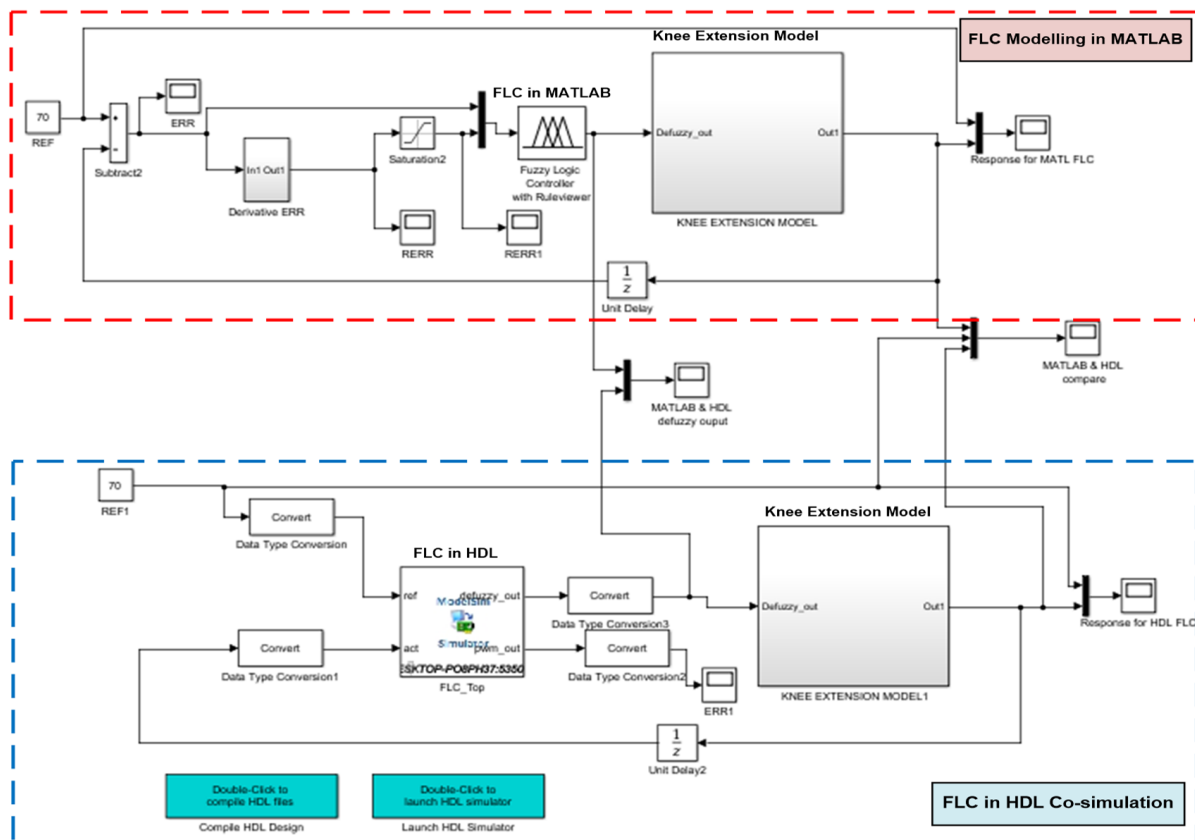 FLC Modelling in MATLAB
Knee Extension Model
FLC in MATLAB
70
REF
+
-
Subtract2
ERR
In1 Out1
Derivative ERR
Saturation2
RERR
RERR1
Fuzzy Logic
Controller
with Ruleviewer
Defuzzy_out
Out1
KNEE EXTENSION MODEL
Response for MATL FLC
1
z
Unit Delay
MATLAB & HDL
compare
MATLAB & HDL
defuzzy ouput
70
REF1
Convert
Data Type Conversion
FLC in HDL
ref
defuzzy_out
ModelSim
Simulator
act
pwm_out
SKTOP-PO8PH37:5350
FLC_Top
Convert
Data Type Conversion1
Convert
Data Type Conversion3
Convert
Data Type Conversion2
ERR1
Knee Extension Model
Defuzzy_out
Out1
KNEE EXTENSION MODEL1
Response for HDL FLC
1
z
Unit Delay2
Double-Click to
compile HDL files
Compile HDL Design
Double-Click to
launch HDL simulator
Launch HDL Simulator
FLC in HDL Co-simulation